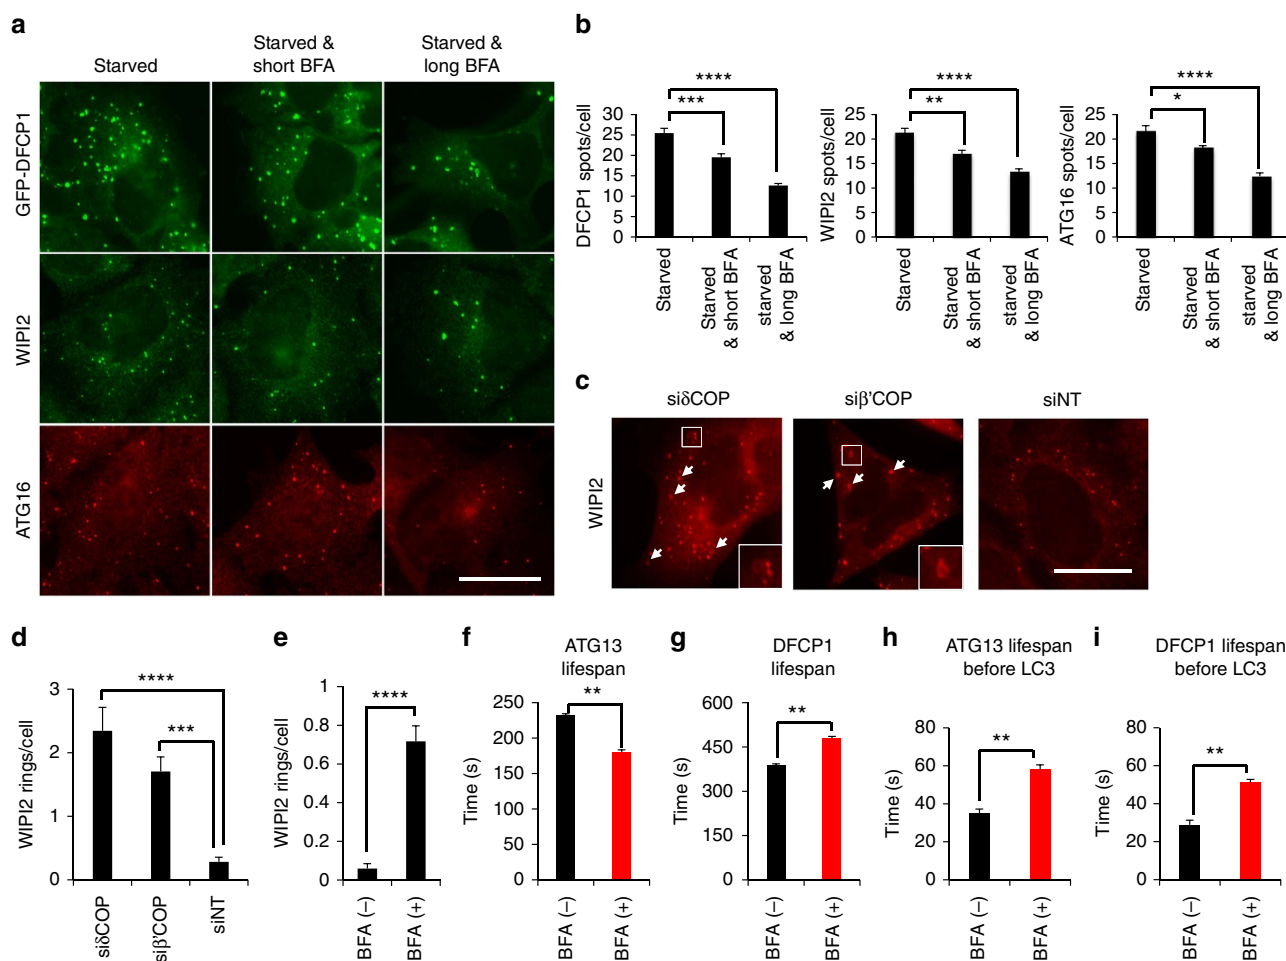 a
Starved
Starved &
short BFA
Starved &
long BFA
GFP-DFCP1
WIPI2
ATG16
b
DFCP1 spots/cell
30
25
20
15
10
5
0
***
****
Starved
Starved
& short BFA
starved
& long BFA
WIPI2 spots/cell
25
20
15
10
5
0
**
****
Starved
Starved
& short BFA
starved
& long BFA
ATG16 spots/cell
25
20
15
10
5
0
*
****
Starved
Starved
& short BFA
starved
& long BFA
c
siδCOP
siβ'COP
siNT
WIPI2
d
WIPI2 rings/cell
3
2
1
0
****
***
siδCOP
siβ'COP
siNT
e
WIPI2 rings/cell
1
0.8
0.6
0.4
0.2
0
****
BFA (–)
BFA (+)
f
ATG13
lifespan
Time (s)
250
200
150
100
50
0
**
BFA (–)
BFA (+)
g
DFCP1
lifespan
Time (s)
600
450
300
150
0
**
BFA (–)
BFA (+)
h
ATG13 lifespan
before LC3
Time (s)
80
60
40
20
0
**
BFA (–)
BFA (+)
i
DFCP1 lifespan
before LC3
Time (s)
80
60
40
20
0
**
BFA (–)
BFA (+)